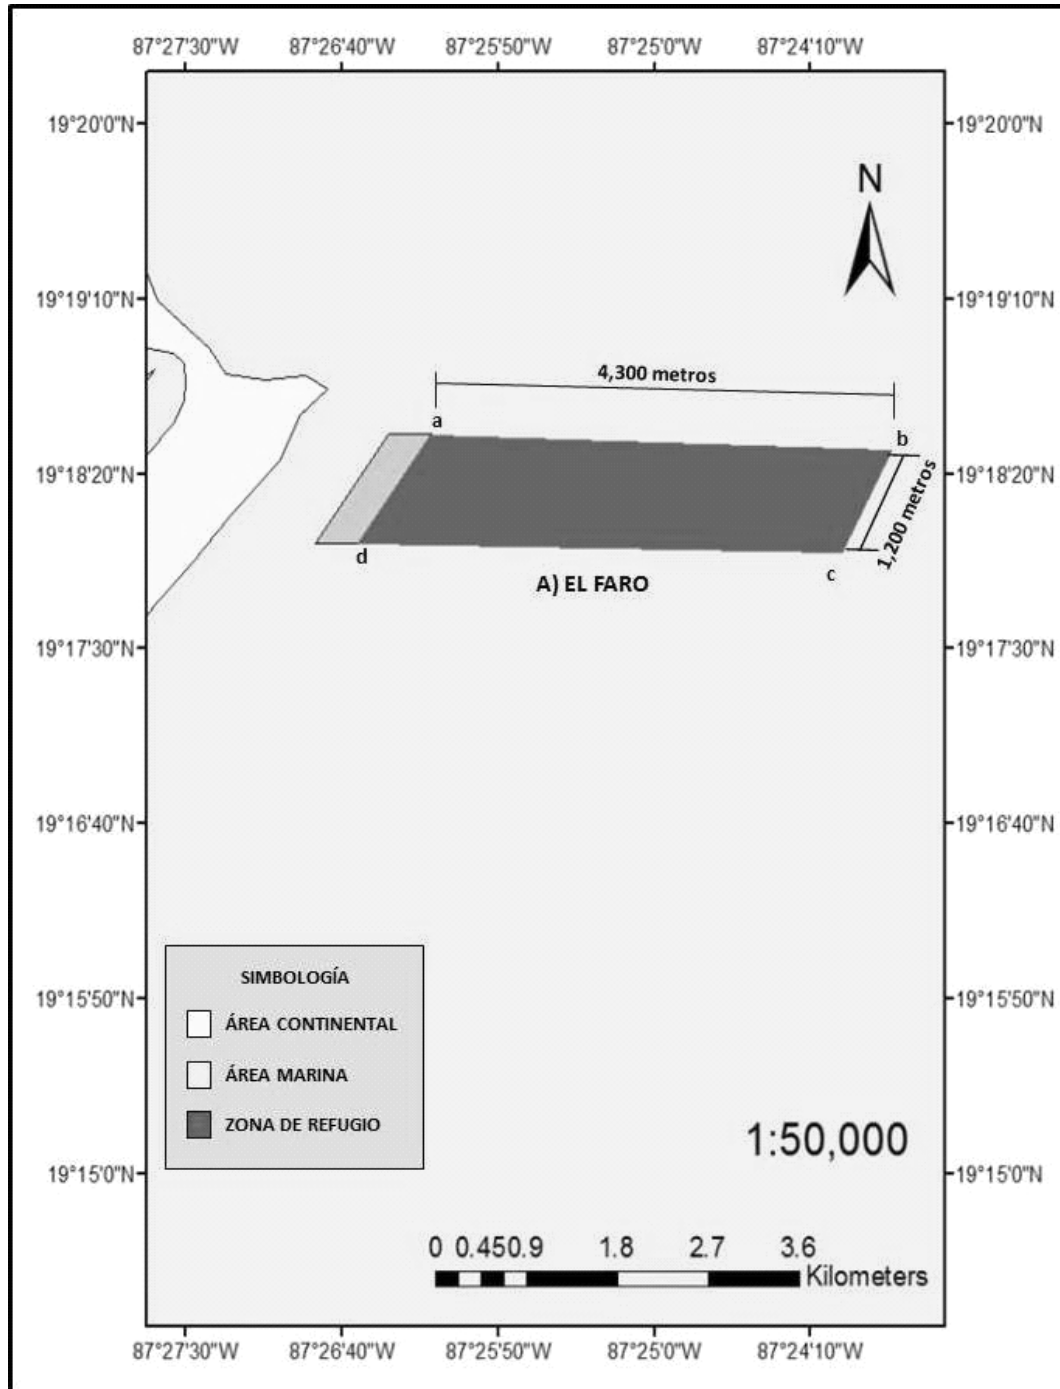 87°27'30"W 87°26'40"W 87°25'50"W 87°25'0"W 87°24'10"W
19°20'0"N 19°20'0"N
N
19°19'10"N 19°19'10"N
4,300 metros
a
b
19°18'20"N 19°18'20"N
1,200 metros
d
c
A) EL FARO
19°17'30"N 19°17'30"N
19°16'40"N 19°16'40"N
SIMBOLOGÍA
19°15'50"N 19°15'50"N
ÁREA CONTINENTAL
ÁREA MARINA
ZONA DE REFUGIO
1:50,000
19°15'0"N 19°15'0"N
0 0.450.9 1.8 2.7 3.6
Kilometers
87°27'30"W 87°26'40"W 87°25'50"W 87°25'0"W 87°24'10"W